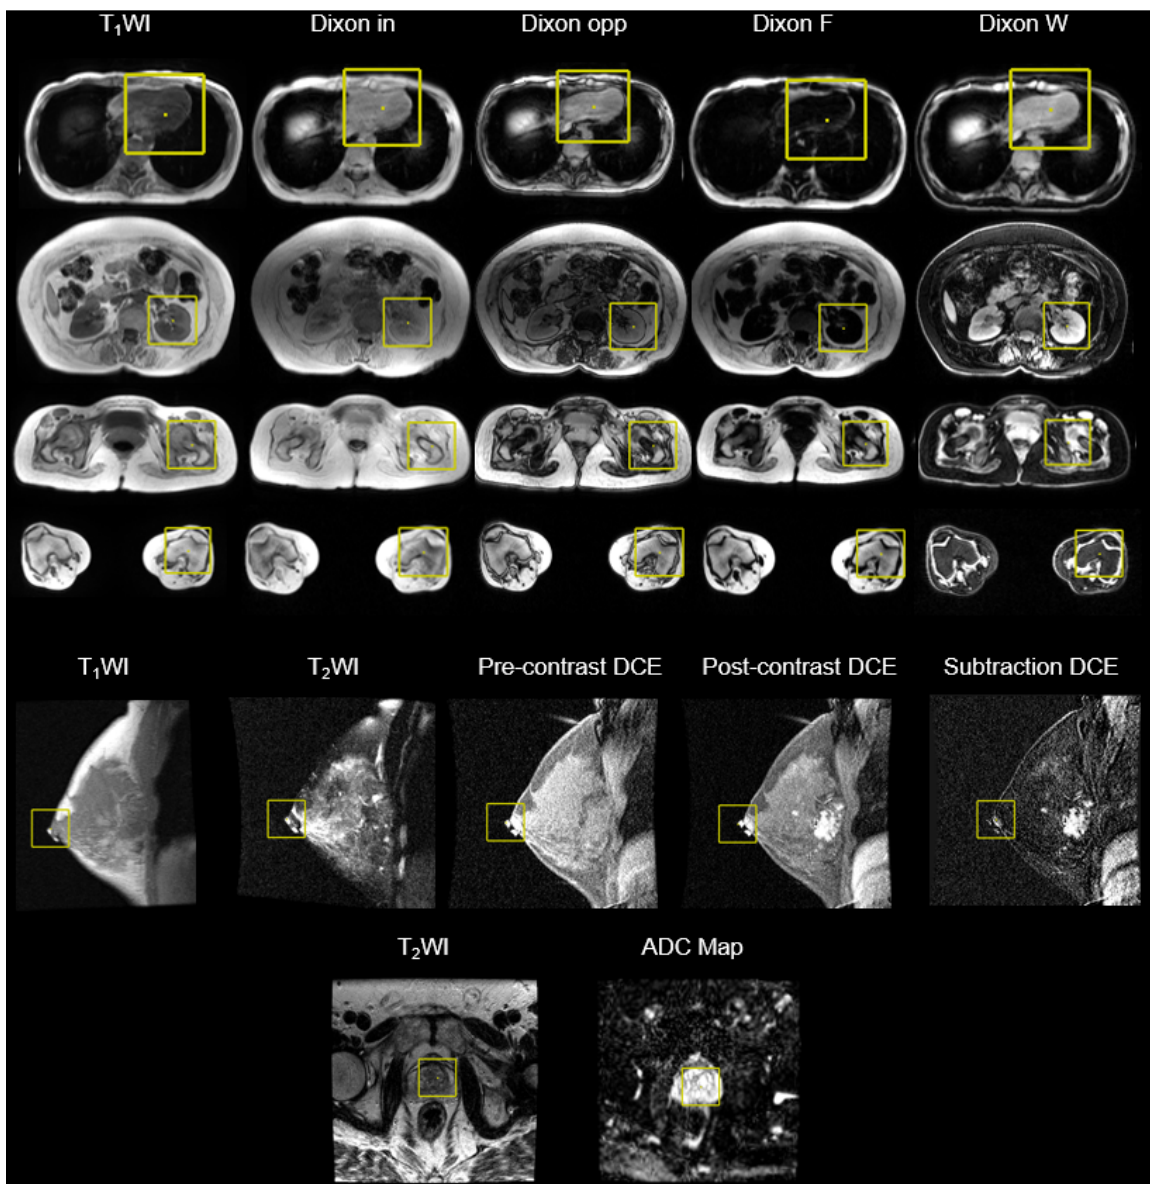 T₁WI Dixon in Dixon opp Dixon F Dixon W
T₁WI T₂WI Pre-contrast DCE Post-contrast DCE Subtraction DCE
T₂WI ADC Map